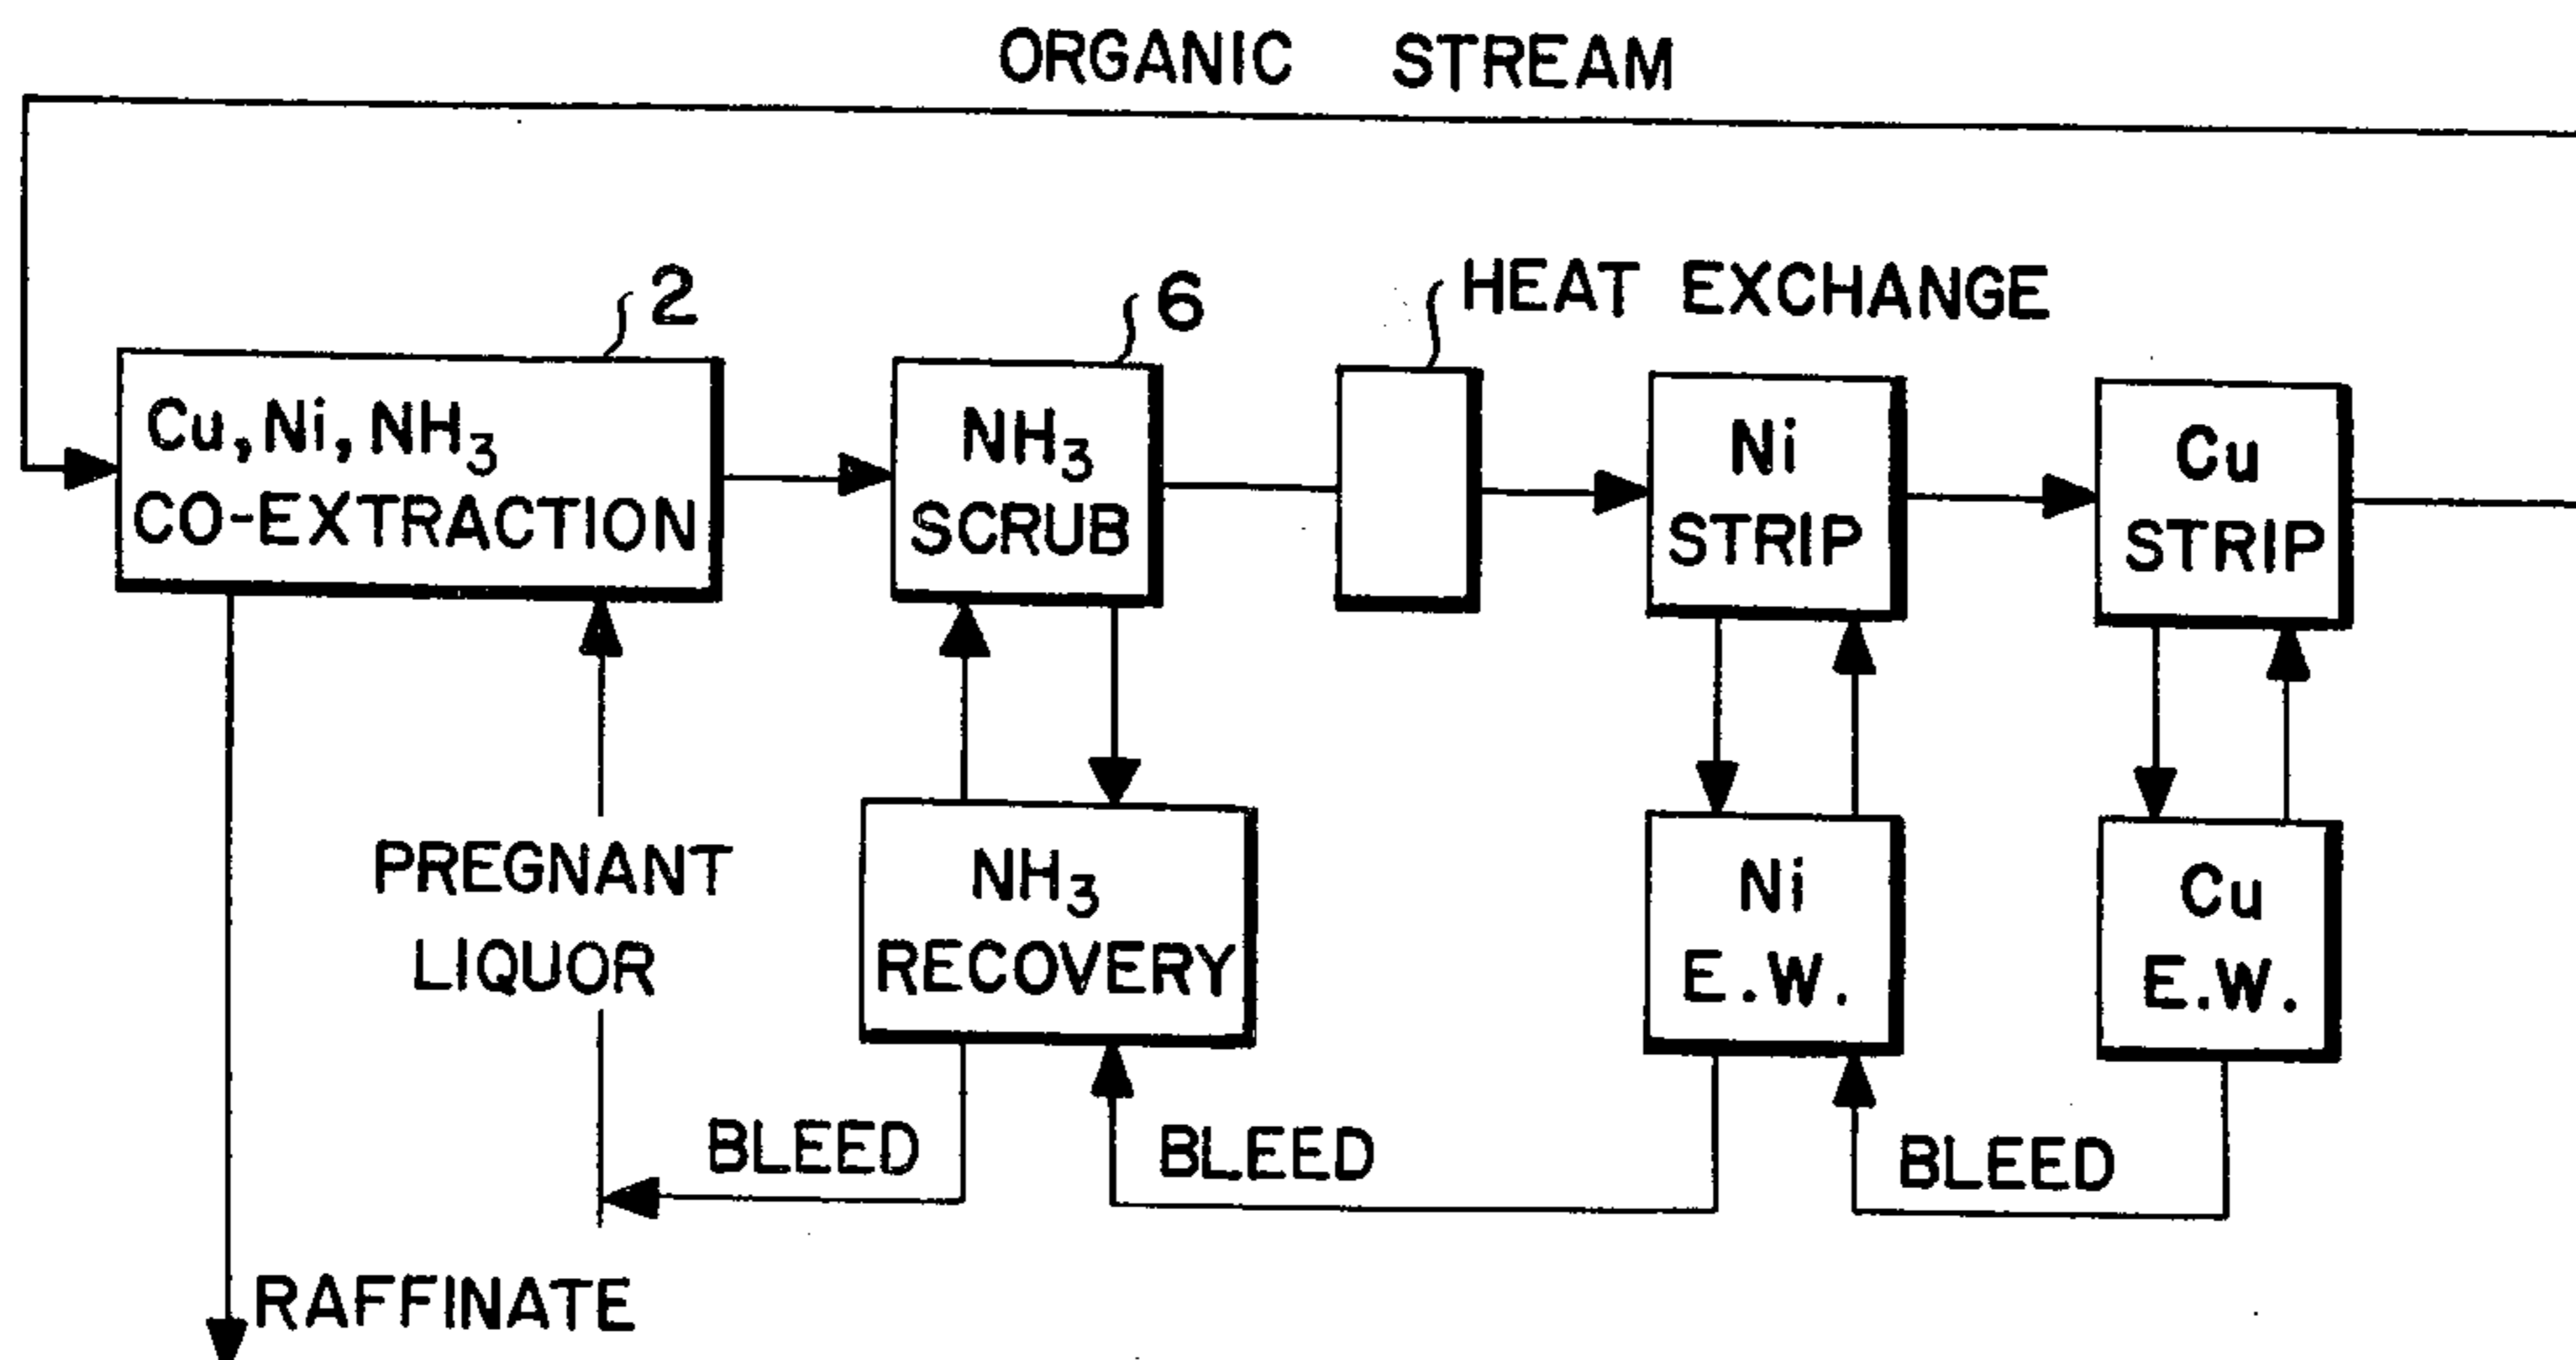 ORGANIC STREAM
2
6
HEAT EXCHANGE
Cu, Ni, NH3
CO-EXTRACTION
NH3
SCRUB
Ni
STRIP
Cu
STRIP
PREGNANT
LIQUOR
NH3
RECOVERY
Ni
E.W.
Cu
E.W.
BLEED
BLEED
BLEED
RAFFINATE